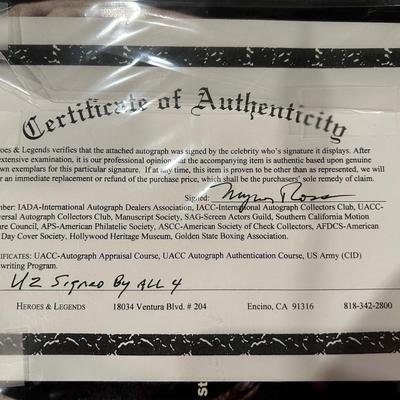 Certificate of Authenticity
eroes & Legends verifies that the attached autograph was signed by the celebrity who's signature it displays. After
extensive examination, it is our professional opinion that the accompanying item is authentic based upon genuine
wn exemplars for this particular signature. If at any time, this item is proven to be other than as represented, we will
r an immediate replacement or refund of the purchase price, which shall be the purchasers' sole remedy of claim.
Signed: Myron Ross
mber: IADA-International Autograph Dealers Association, IACC-International Autograph Collectors Club, UACC-
versal Autograph Collectors Club, Manuscript Society, SAG-Screen Actors Guild, Southern California Motion
ure Council, APS-American Philatelic Society, ASCC-American Society of Check Collectors, AFDCS-American
Day Cover Society, Hollywood Heritage Museum, Golden State Boxing Association.
TIFICATES: UACC-Autograph Appraisal Course, UACC Autograph Authentication Course, US Army (CID)
writing Program.
U2 Signed By All 4
HEROES & LEGENDS 18034 Ventura Blvd. # 204 Encino, CA 91316 818-342-2800
St